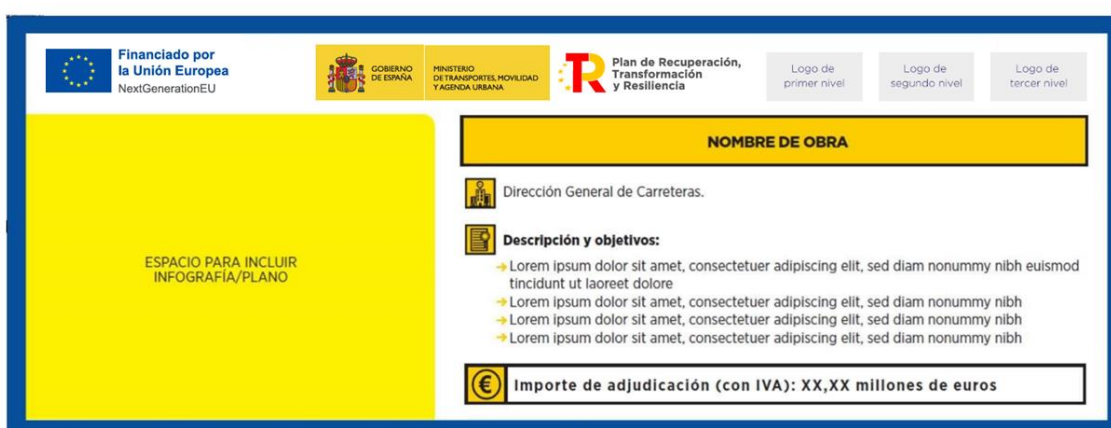 Financiado por
la Unión Europea
NextGenerationEU
GOBIERNO
DE ESPAÑA
MINISTERIO
DE TRANSPORTES, MOVILIDAD
Y AGENDA URBANA
Plan de Recuperación,
Transformación
y Resiliencia
Logo de
primer nivel
Logo de
segundo nivel
Logo de
tercer nivel
ESPACIO PARA INCLUIR
INFOGRAFÍA/PLANO
NOMBRE DE OBRA
Dirección General de Carreteras.
Descripción y objetivos:
→ Lorem ipsum dolor sit amet, consectetuer adipiscing elit, sed diam nonummy nibh euismod
tincidunt ut laoreet dolore
→ Lorem ipsum dolor sit amet, consectetuer adipiscing elit, sed diam nonummy nibh
→ Lorem ipsum dolor sit amet, consectetuer adipiscing elit, sed diam nonummy nibh
→ Lorem ipsum dolor sit amet, consectetuer adipiscing elit, sed diam nonummy nibh
€ Importe de adjudicación (con IVA): XX,XX millones de euros